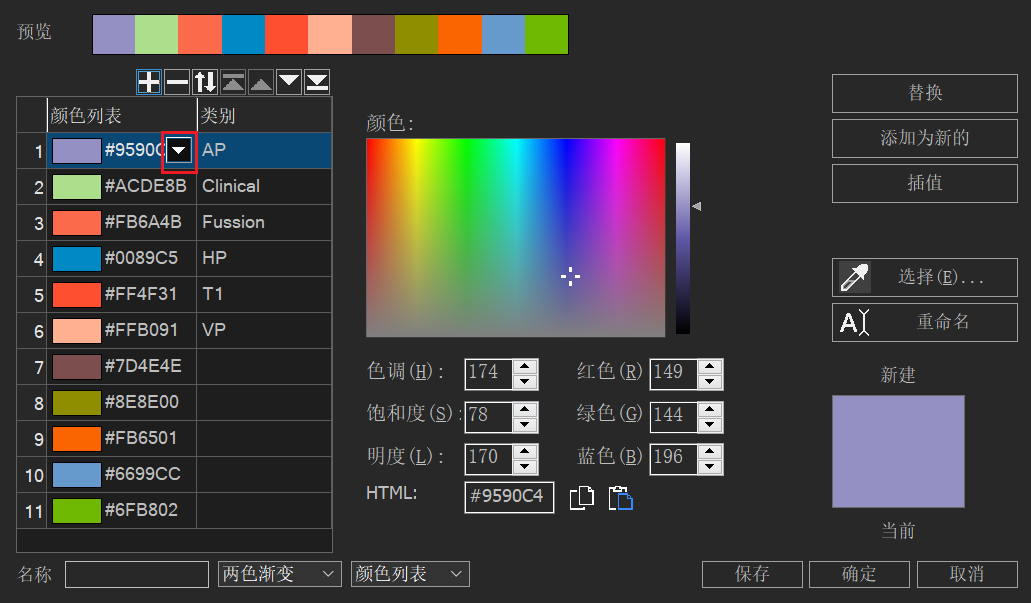 预览
颜色列表 类别
1 #9590C AP
2 #ACDE8B Clinical
3 #FB6A4B Fussion
4 #0089C5 HP
5 #FF4F31 T1
6 #FFB091 VP
7 #7D4E4E
8 #8E8E00
9 #FB6501
10 #6699CC
11 #6FB802
颜色:
色调(H): 174 红色(R) 149
饱和度(S): 78 绿色(G) 144
明度(L): 170 蓝色(B) 196
HTML: #9590C4
替换
添加为新的
插值
选择(E)...
A 重命名
新建
当前
名称 两色渐变 颜色列表 保存 确定 取消